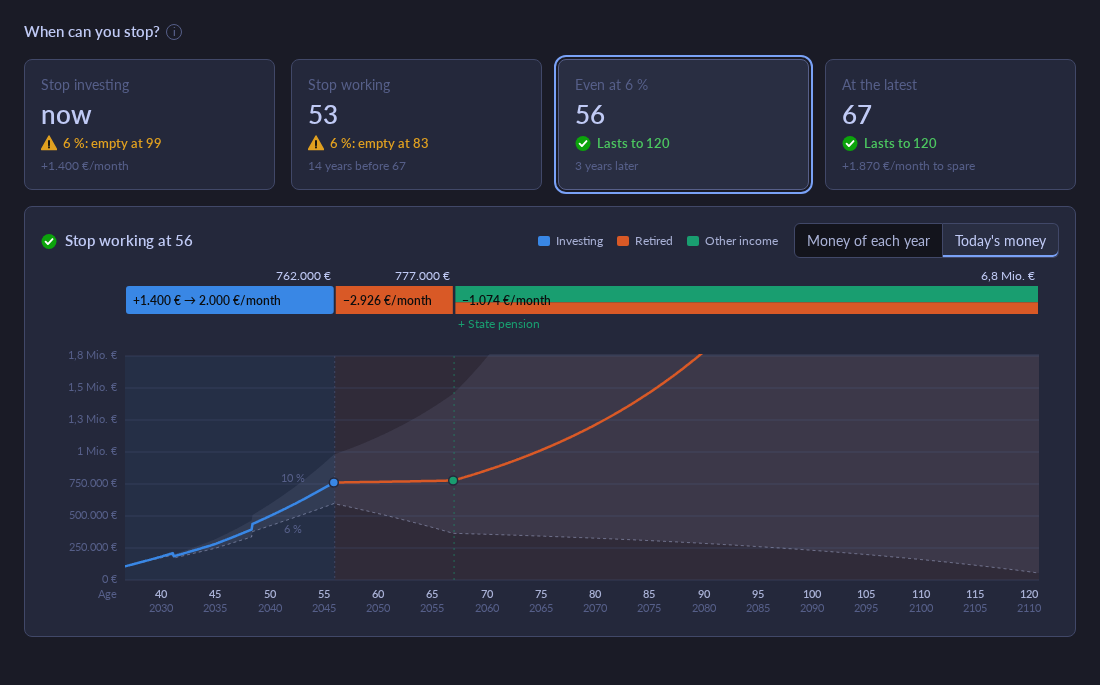 When can you stop?
Stop investing
now
6 %: empty at 99
+1.400 €/month
Stop working
53
6 %: empty at 83
14 years before 67
Even at 6 %
56
Lasts to 120
3 years later
At the latest
67
Lasts to 120
+1.870 €/month to spare
Stop working at 56
Investing Retired Other income
Money of each year Today's money
762.000 € 777.000 € 6,8 Mio. €
+1.400 € → 2.000 €/month −2.926 €/month −1.074 €/month
+ State pension
1,8 Mio. €
1,5 Mio. €
1,3 Mio. €
1 Mio. €
750.000 €
10 %
500.000 €
6 %
250.000 €
0 €
Age 40 45 50 55 60 65 70 75 80 85 90 95 100 105 110 115 120
2030 2035 2040 2045 2050 2055 2060 2065 2070 2075 2080 2085 2090 2095 2100 2105 2110